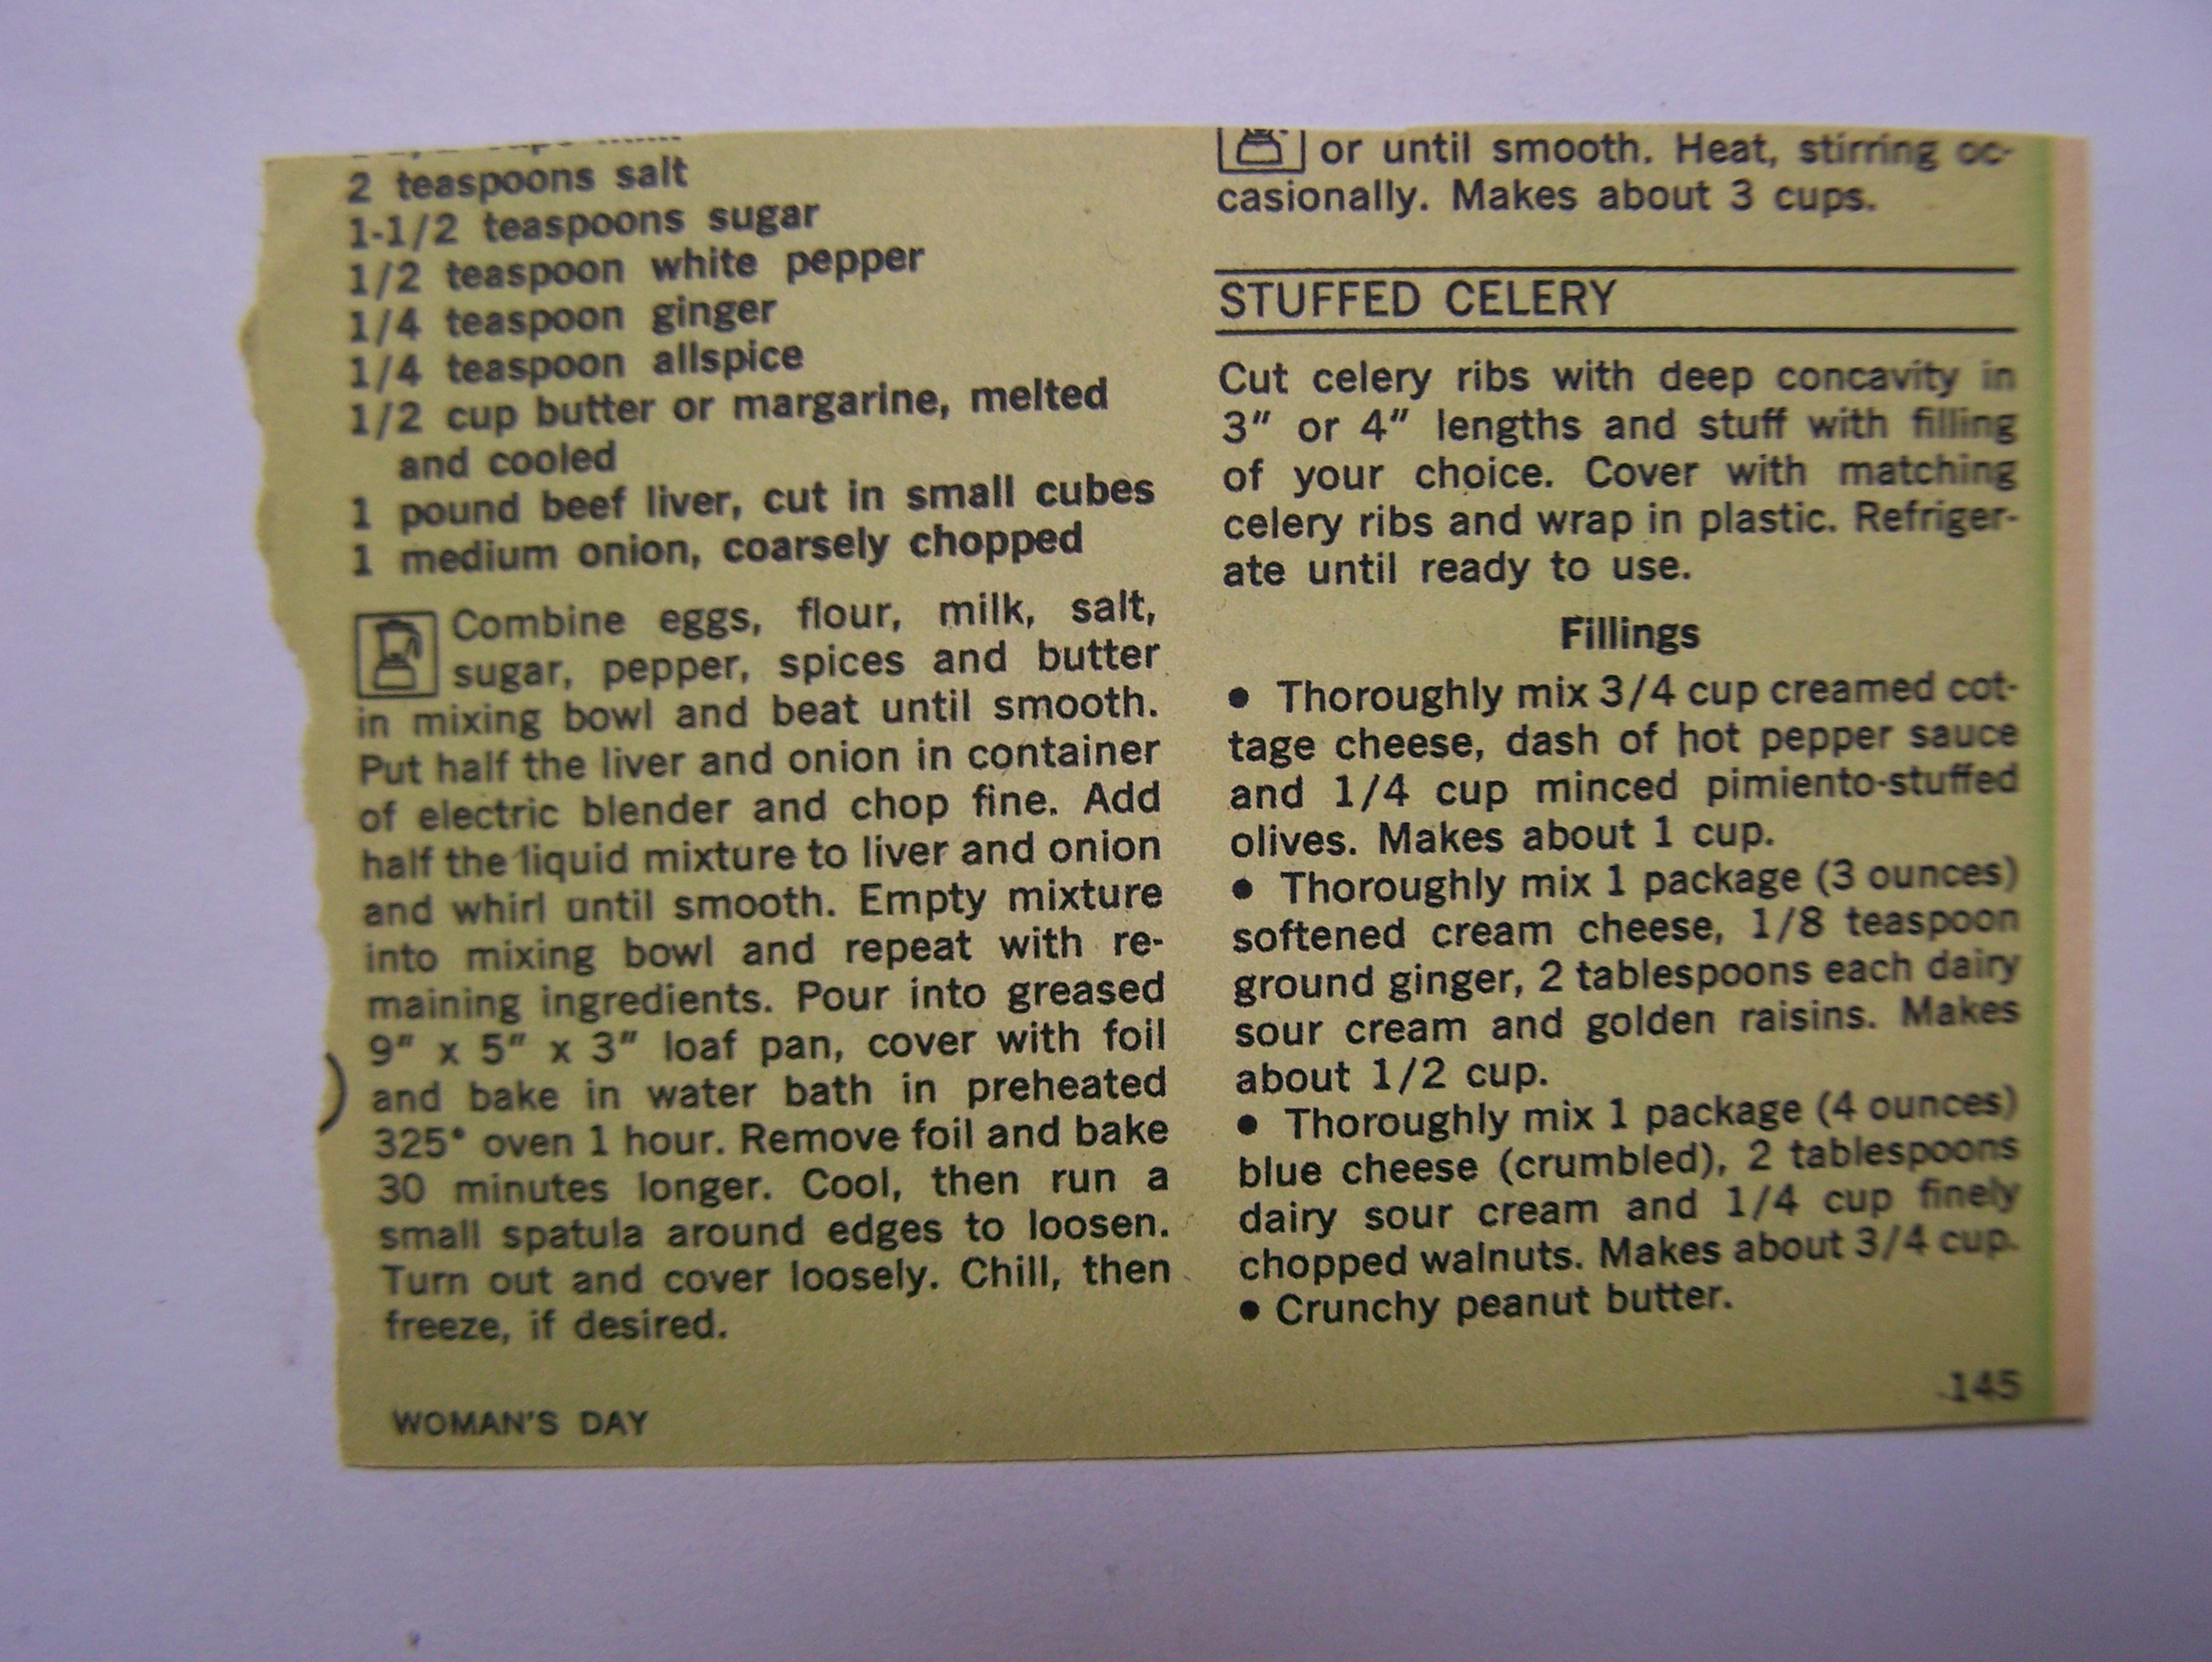 2 teaspoons salt
1-1/2 teaspoons sugar
1/2 teaspoon white pepper
1/4 teaspoon ginger
1/4 teaspoon allspice
1/2 cup butter or margarine, melted
and cooled
1 pound beef liver, cut in small cubes
1 medium onion, coarsely chopped
Combine eggs, flour, milk, salt,
sugar, pepper, spices and butter
in mixing bowl and beat until smooth.
Put half the liver and onion in container
of electric blender and chop fine. Add
half the liquid mixture to liver and onion
and whirl until smooth. Empty mixture
into mixing bowl and repeat with re-
maining ingredients. Pour into greased
9" x 5" x 3" loaf pan, cover with foil
and bake in water bath in preheated
325° oven 1 hour. Remove foil and bake
30 minutes longer. Cool, then run a
small spatula around edges to loosen.
Turn out and cover loosely. Chill, then
freeze, if desired.
WOMAN'S DAY
or until smooth. Heat, stirring oc-
casionally. Makes about 3 cups.
STUFFED CELERY
Cut celery ribs with deep concavity in
3" or 4" lengths and stuff with filling
of your choice. Cover with matching
celery ribs and wrap in plastic. Refriger-
ate until ready to use.
Fillings
• Thoroughly mix 3/4 cup creamed cot-
tage cheese, dash of hot pepper sauce
and 1/4 cup minced pimiento-stuffed
olives. Makes about 1 cup.
• Thoroughly mix 1 package (3 ounces)
softened cream cheese, 1/8 teaspoon
ground ginger, 2 tablespoons each dairy
sour cream and golden raisins. Makes
about 1/2 cup.
• Thoroughly mix 1 package (4 ounces)
blue cheese (crumbled), 2 tablespoons
dairy sour cream and 1/4 cup finely
chopped walnuts. Makes about 3/4 cup.
• Crunchy peanut butter.
145